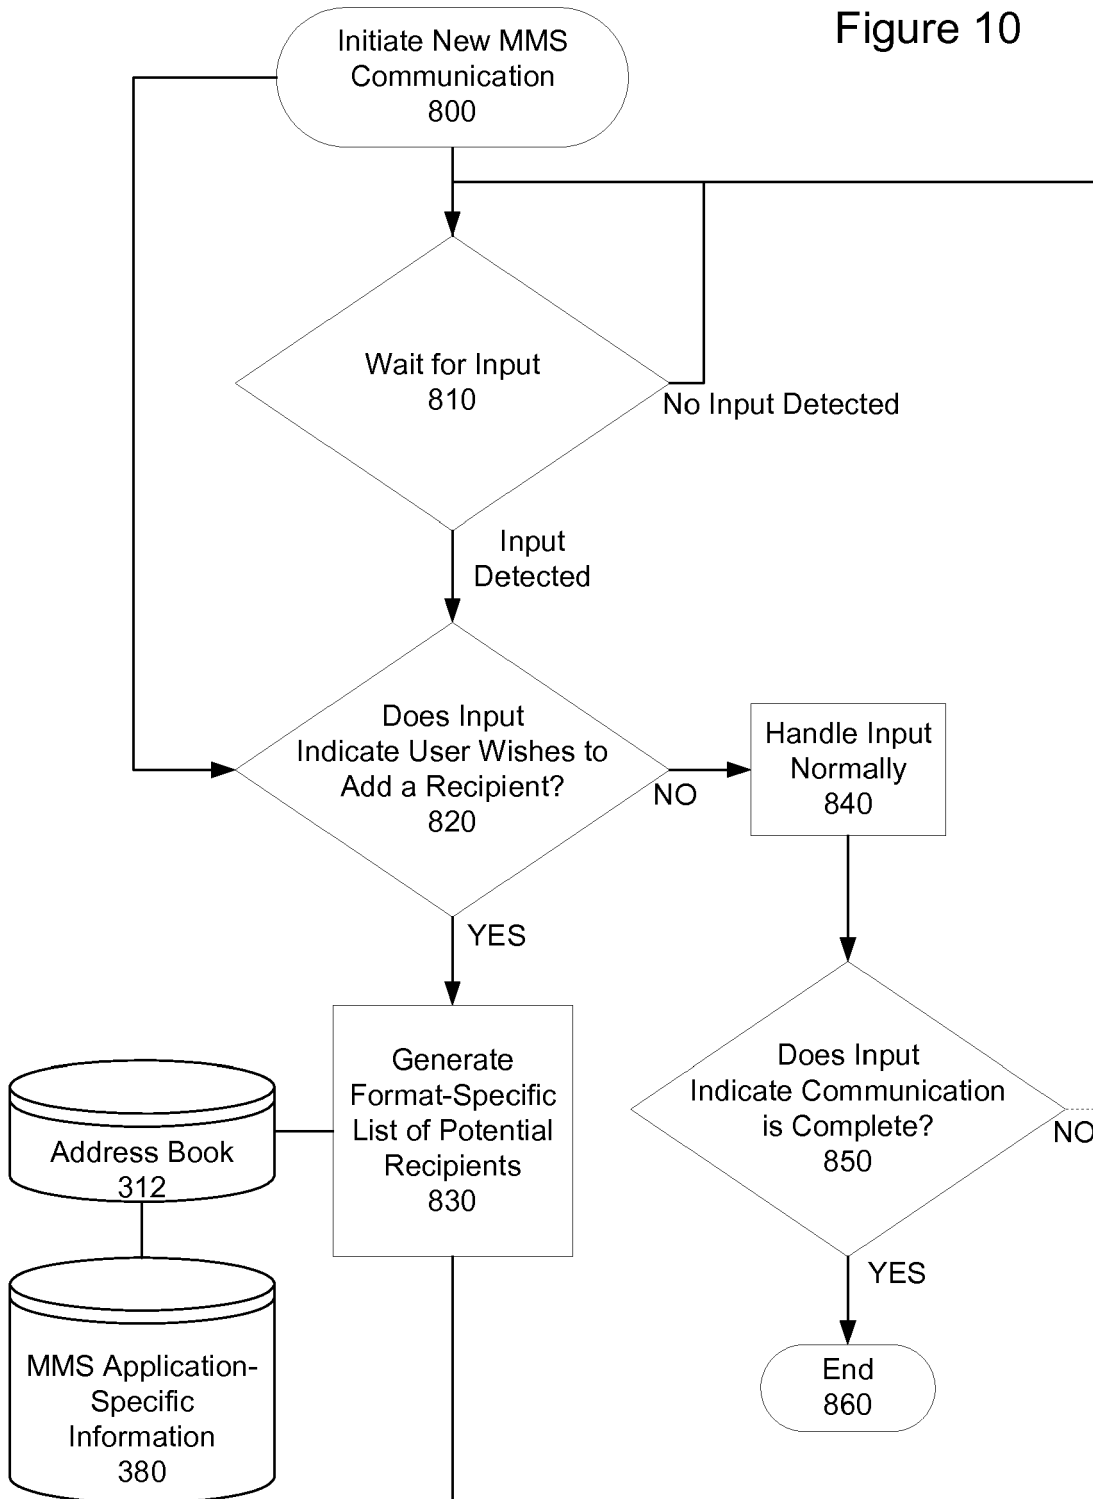 Figure 10
Initiate New MMS
Communication
800
Wait for Input
810
No Input Detected
Input
Detected
Does Input
Indicate User Wishes to
Add a Recipient?
820
NO
Handle Input
Normally
840
YES
Generate
Format-Specific
List of Potential
Recipients
830
Does Input
Indicate Communication
is Complete?
850
NO
Address Book
312
YES
MMS Application-
Specific
Information
380
End
860